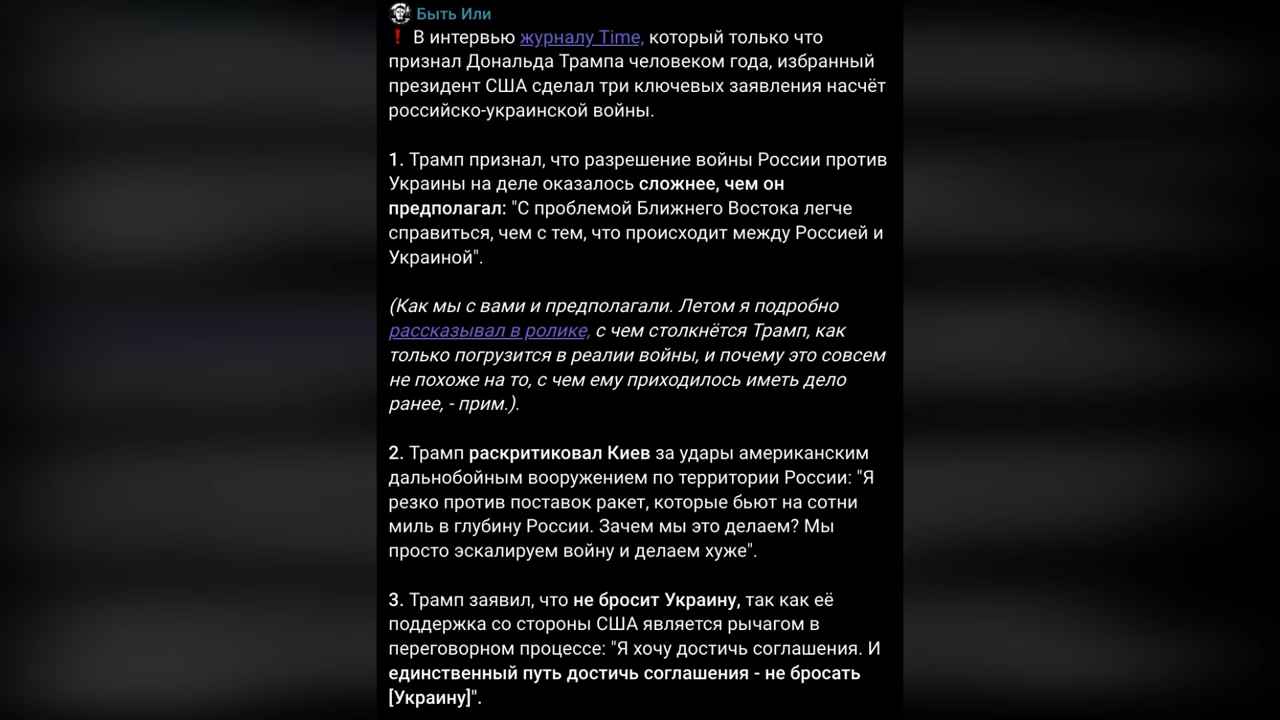 Быть Или
❗ В интервью журналу Time, который только что
признал Дональда Трампа человеком года, избранный
президент США сделал три ключевых заявления насчёт
российско-украинской войны.
1. Трамп признал, что разрешение войны России против
Украины на деле оказалось сложнее, чем он
предполагал: "С проблемой Ближнего Востока легче
справиться, чем с тем, что происходит между Россией и
Украиной".
(Как мы с вами и предполагали. Летом я подробно
рассказывал в ролике, с чем столкнётся Трамп, как
только погрузится в реалии войны, и почему это совсем
не похоже на то, с чем ему приходилось иметь дело
ранее, - прим.).
2. Трамп раскритиковал Киев за удары американским
дальнобойным вооружением по территории России: "Я
резко против поставок ракет, которые бьют на сотни
миль в глубину России. Зачем мы это делаем? Мы
просто эскалируем войну и делаем хуже".
3. Трамп заявил, что не бросит Украину, так как её
поддержка со стороны США является рычагом в
переговорном процессе: "Я хочу достичь соглашения. И
единственный путь достичь соглашения - не бросать
[Украину]".